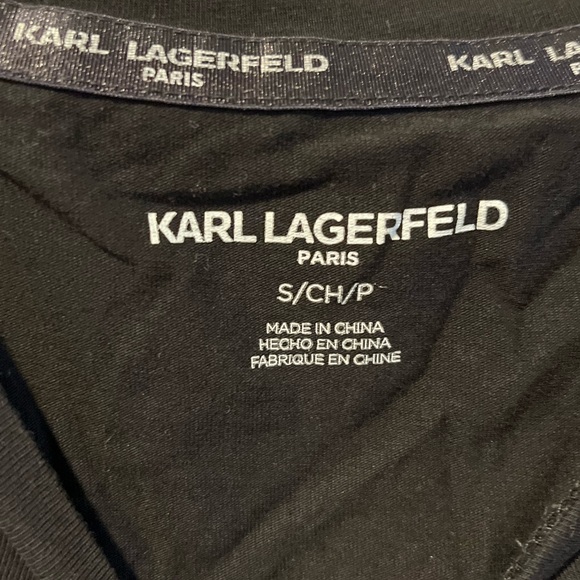 KARL LAGERFELD
PARIS
KARL LA
KARL LAGERFELD
PARIS
S/CH/P
MADE IN CHINA
HECHO EN CHINA
FABRIQUE EN CHINE